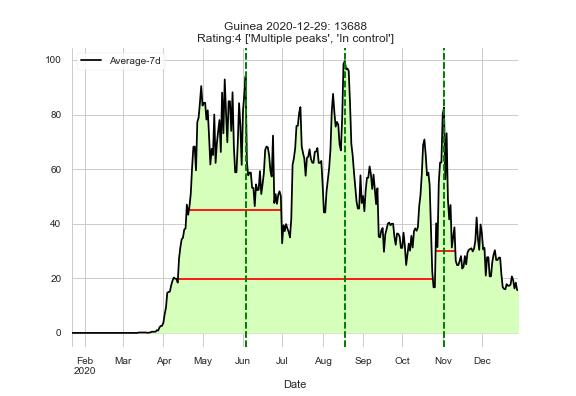 Guinea 2020-12-29: 13688
Rating:4 ['Multiple peaks', 'In control']
Average-7d
100
80
60
40
20
0
Feb Mar Apr May Jun Jul Aug Sep Oct Nov Dec
2020
Date